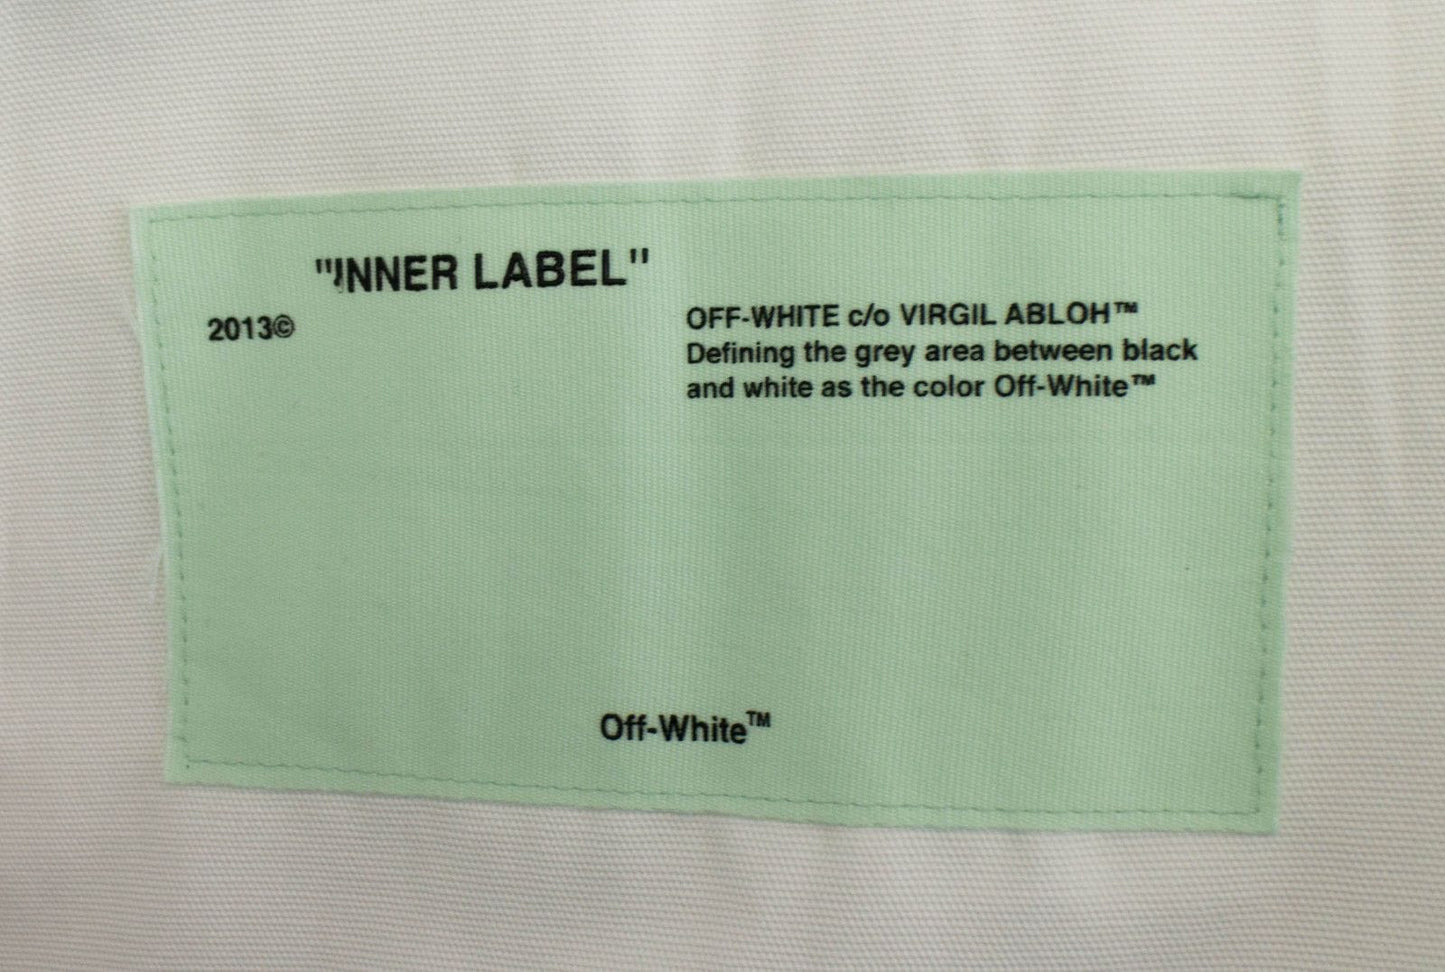 "INNER LABEL"
2013©
OFF-WHITE c/o VIRGIL ABLOH™
Defining the grey area between black
and white as the color Off-White™
Off-White™